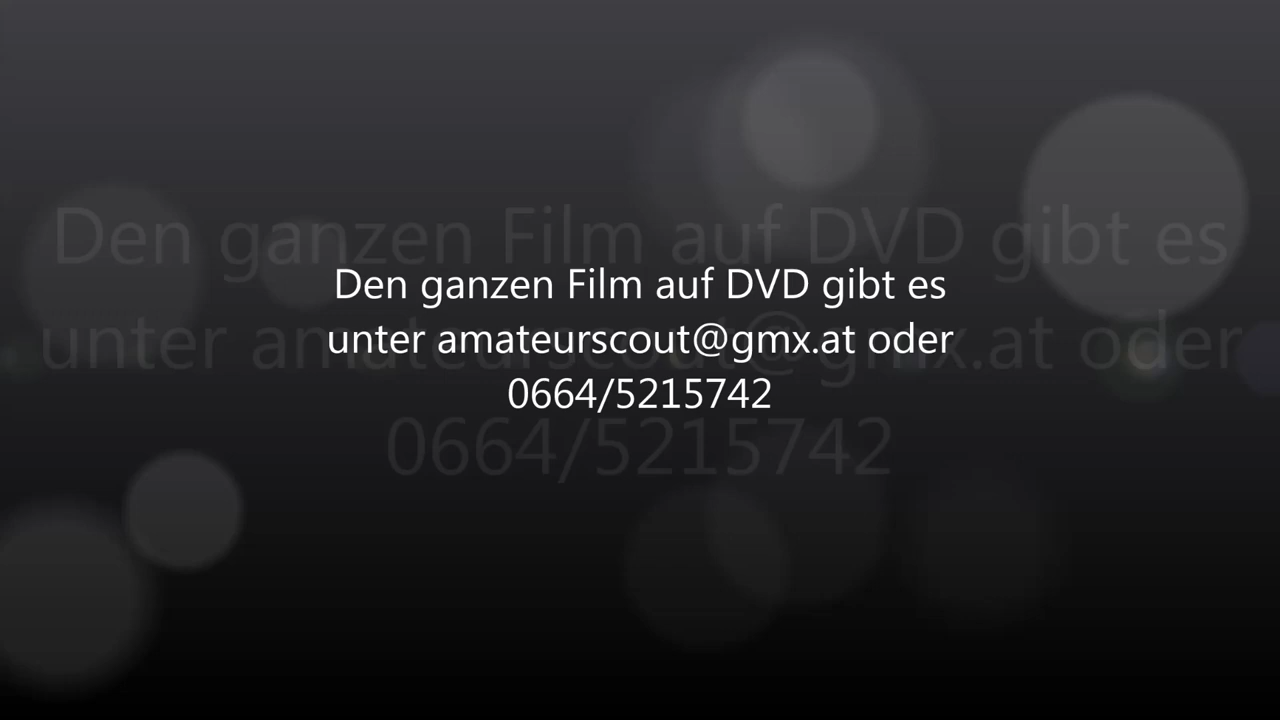 Den ganzen Film auf DVD gibt es
unter amateurscout@gmx.at oder
0664/5215742